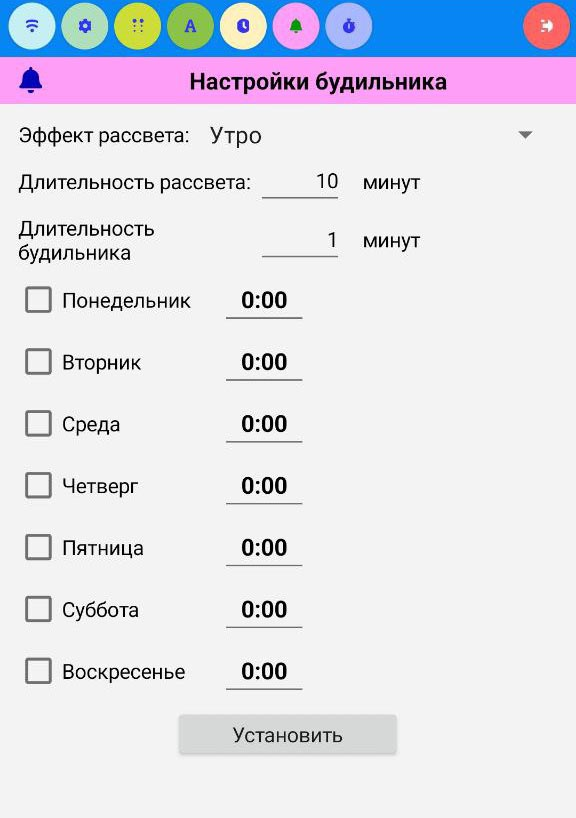 A
Настройки будильника
Эффект рассвета: Утро
Длительность рассвета: 10 минут
Длительность
будильника 1 минут
Понедельник 0:00
Вторник 0:00
Среда 0:00
Четверг 0:00
Пятница 0:00
Суббота 0:00
Воскресенье 0:00
Установить